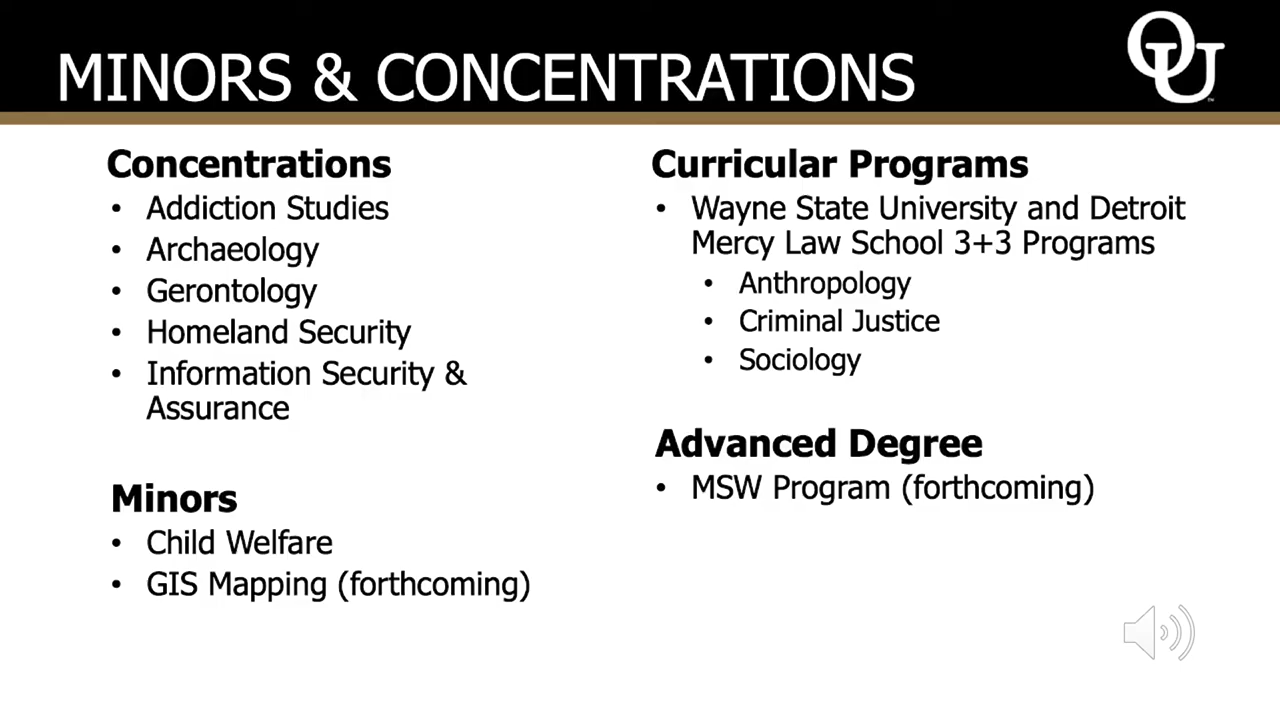 MINORS & CONCENTRATIONS
OU
Concentrations
• Addiction Studies
• Archaeology
• Gerontology
• Homeland Security
• Information Security &
Assurance
Minors
• Child Welfare
• GIS Mapping (forthcoming)
Curricular Programs
• Wayne State University and Detroit
Mercy Law School 3+3 Programs
• Anthropology
• Criminal Justice
• Sociology
Advanced Degree
• MSW Program (forthcoming)